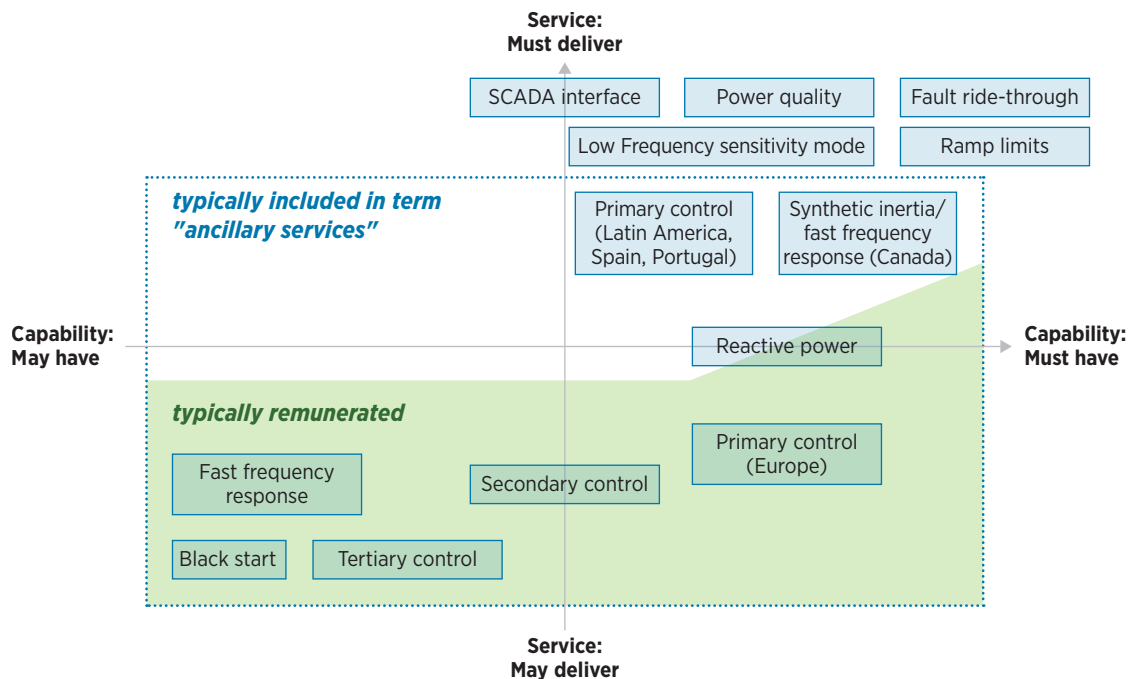 Service:
Must deliver
SCADA interface
Power quality
Fault ride-through
Low Frequency sensitivity mode
Ramp limits
typically included in term
"ancillary services"
Primary control
(Latin America,
Spain, Portugal)
Synthetic inertia/
fast frequency
response (Canada)
Capability:
May have
Reactive power
Capability:
Must have
typically remunerated
Primary control
(Europe)
Fast frequency
response
Secondary control
Black start
Tertiary control
Service:
May deliver